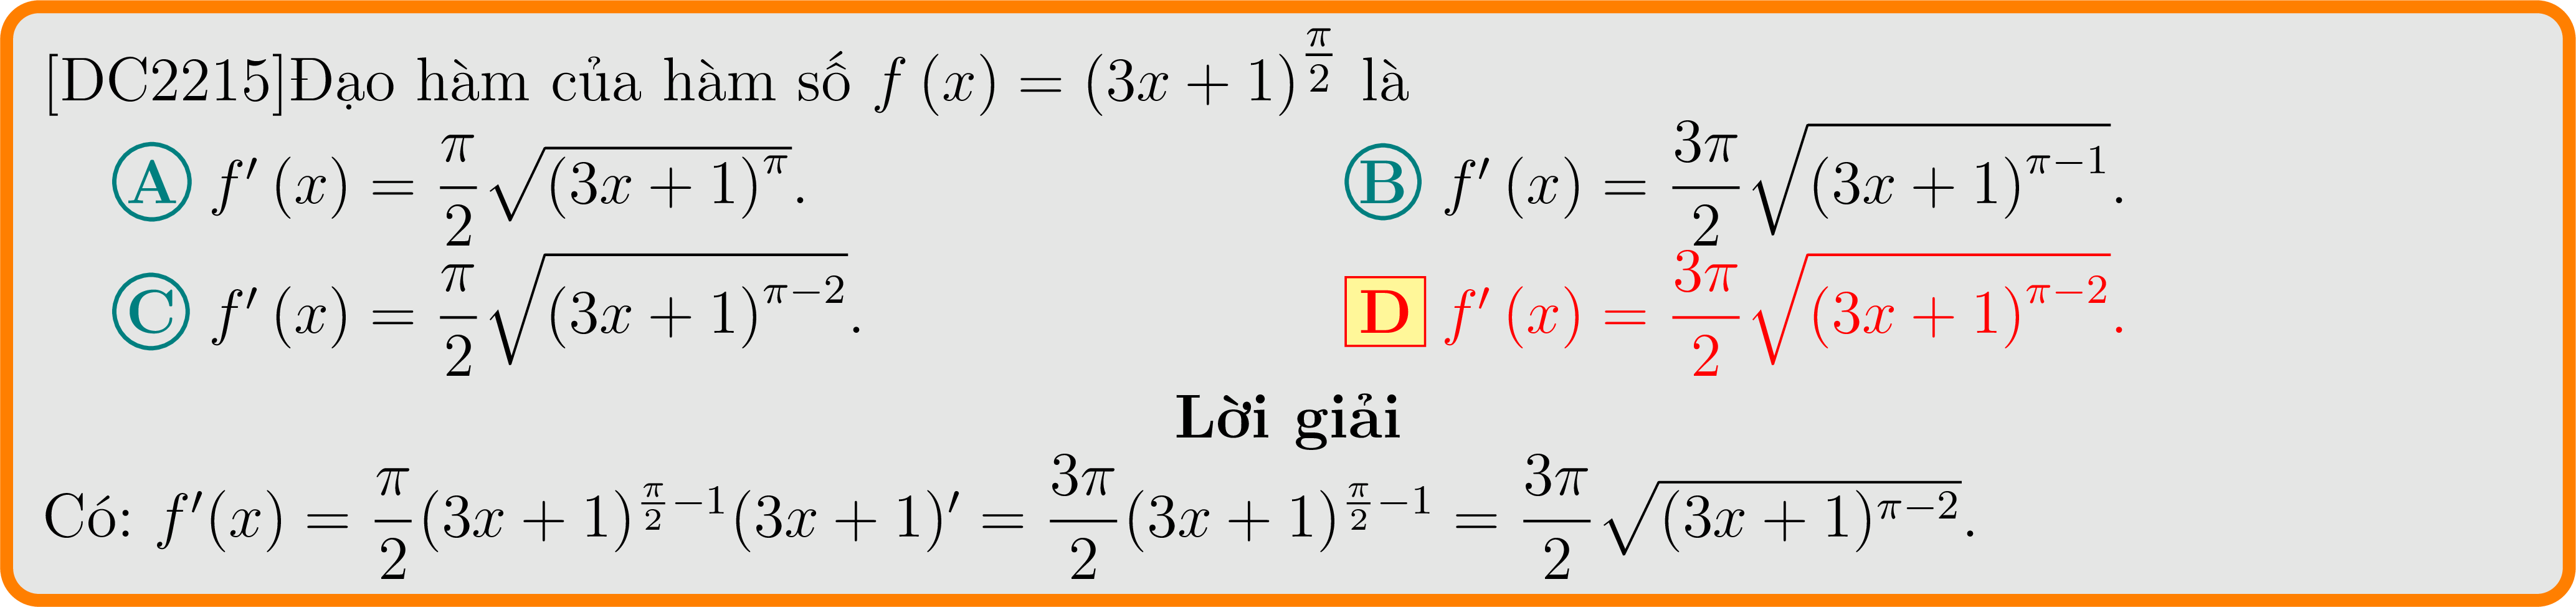 [DC2215]Đạo hàm của hàm số $f(x) = (3x+1)^{\frac{\pi}{2}}$ là
A $f'(x) = \frac{\pi}{2}\sqrt{(3x+1)^{\pi}}$. B $f'(x) = \frac{3\pi}{2}\sqrt{(3x+1)^{\pi-1}}$.
C $f'(x) = \frac{\pi}{2}\sqrt{(3x+1)^{\pi-2}}$. D $f'(x) = \frac{3\pi}{2}\sqrt{(3x+1)^{\pi-2}}$.
Lời giải
Có: $f'(x) = \frac{\pi}{2}(3x+1)^{\frac{\pi}{2}-1}(3x+1)' = \frac{3\pi}{2}(3x+1)^{\frac{\pi}{2}-1} = \frac{3\pi}{2}\sqrt{(3x+1)^{\pi-2}}$.